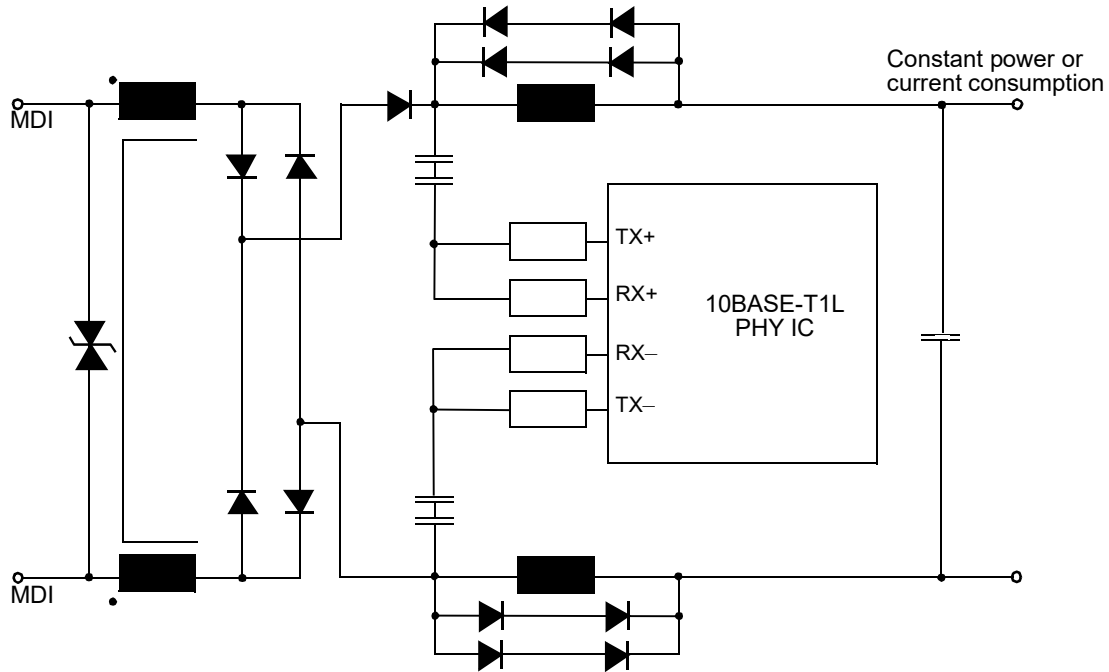 Constant power or
current consumption
MDI
TX+
RX+
10BASE-T1L
PHY IC
RX−
TX−
MDI